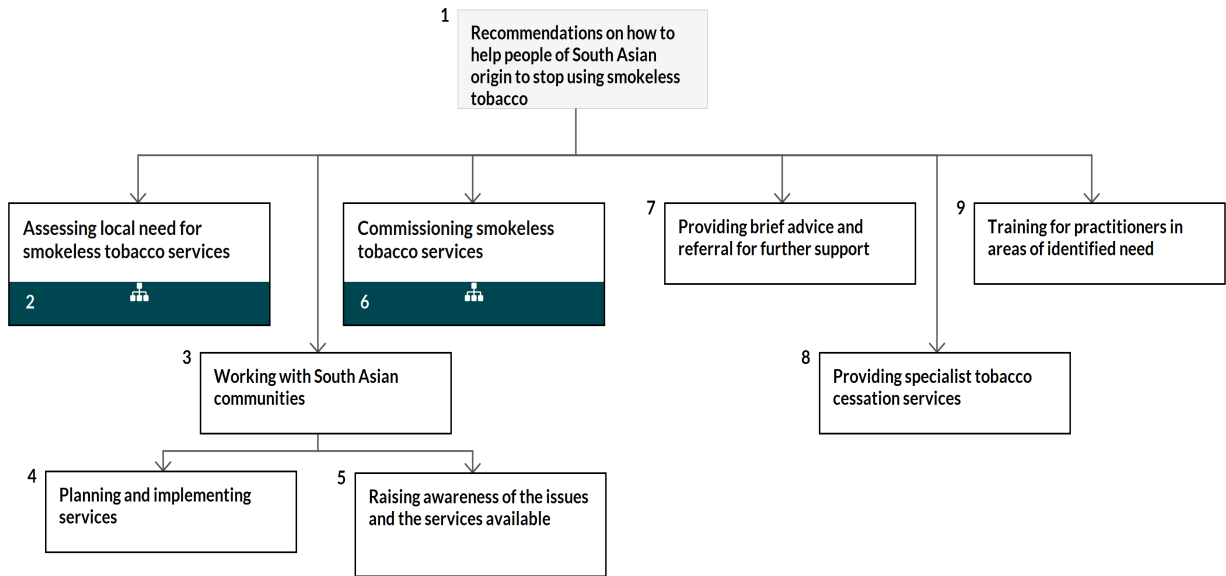 1
Recommendations on how to
help people of South Asian
origin to stop using smokeless
tobacco
Assessing local need for
smokeless tobacco services
2
Commissioning smokeless
tobacco services
6
7
Providing brief advice and
referral for further support
9
Training for practitioners in
areas of identified need
3
Working with South Asian
communities
8
Providing specialist tobacco
cessation services
4
Planning and implementing
services
5
Raising awareness of the issues
and the services available